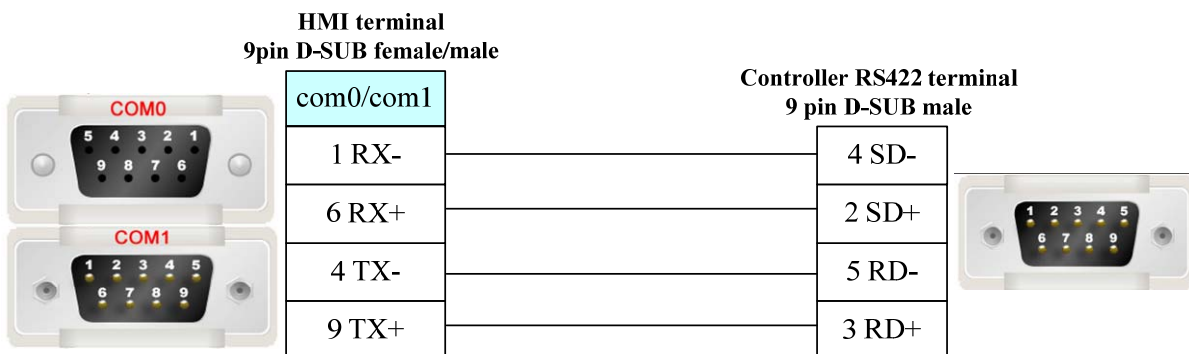 HMI terminal
9pin D-SUB female/male
com0/com1
1 RX-
6 RX+
4 TX-
9 TX+
Controller RS422 terminal
9 pin D-SUB male
4 SD-
2 SD+
5 RD-
3 RD+
COM0
5 4 3 2 1
9 8 7 6
COM1
1 2 3 4 5
6 7 8 9
1 2 3 4 5
6 7 8 9